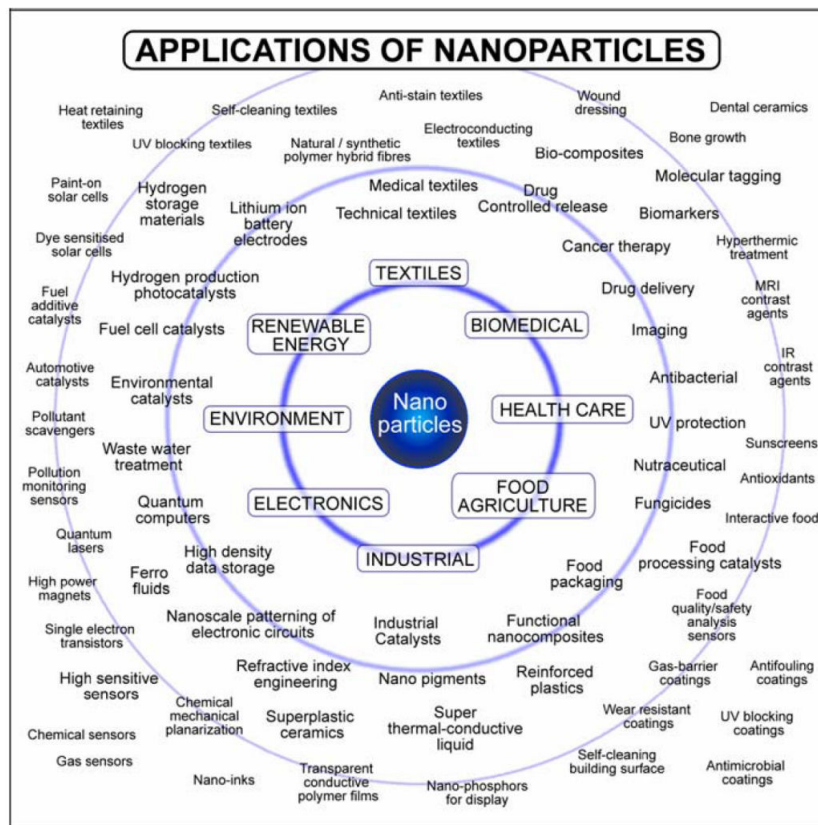 APPLICATIONS OF NANOPARTICLES
Anti-stain textiles
Wound
dressing
Heat retaining
textiles
Self-cleaning textiles
Dental ceramics
Electroconducting
textiles
Bone growth
UV blocking textiles
Natural / synthetic
polymer hybrid fibres
Bio-composites
Molecular tagging
Paint-on
solar cells
Hydrogen
storage
materials
Medical textiles
Drug
Controlled release
Lithium ion
battery
electrodes
Technical textiles
Biomarkers
Dye sensitised
solar cells
Cancer therapy
Hyperthermic
treatment
TEXTILES
Hydrogen production
photocatalysts
Drug delivery
MRI
contrast
agents
Fuel
additive
catalysts
Fuel cell catalysts
RENEWABLE
ENERGY
BIOMEDICAL
Imaging
IR
contrast
agents
Automotive
catalysts
Environmental
catalysts
Antibacterial
Nano
particles
Pollutant
scavengers
ENVIRONMENT
HEALTH CARE
UV protection
Sunscreens
Waste water
treatment
Nutraceutical
Antioxidants
Pollution
monitoring
sensors
Quantum
computers
ELECTRONICS
FOOD
AGRICULTURE
Fungicides
Interactive food
Quantum
lasers
High density
data storage
INDUSTRIAL
Food
processing catalysts
Ferro
fluids
Food
packaging
High power
magnets
Food
quality/safety
analysis
sensors
Nanoscale patterning of
electronic circuits
Industrial
Catalysts
Functional
nanocomposites
Single electron
transistors
Refractive index
engineering
Nano pigments
Reinforced
plastics
Gas-barrier
coatings
Antifouling
coatings
High sensitive
sensors
Chemical
mechanical
planarization
Superplastic
ceramics
Super
thermal-conductive
liquid
Wear resistant
coatings
UV blocking
coatings
Chemical sensors
Gas sensors
Self-cleaning
building surface
Antimicrobial
coatings
Nano-inks
Transparent
conductive
polymer films
Nano-phosphors
for display